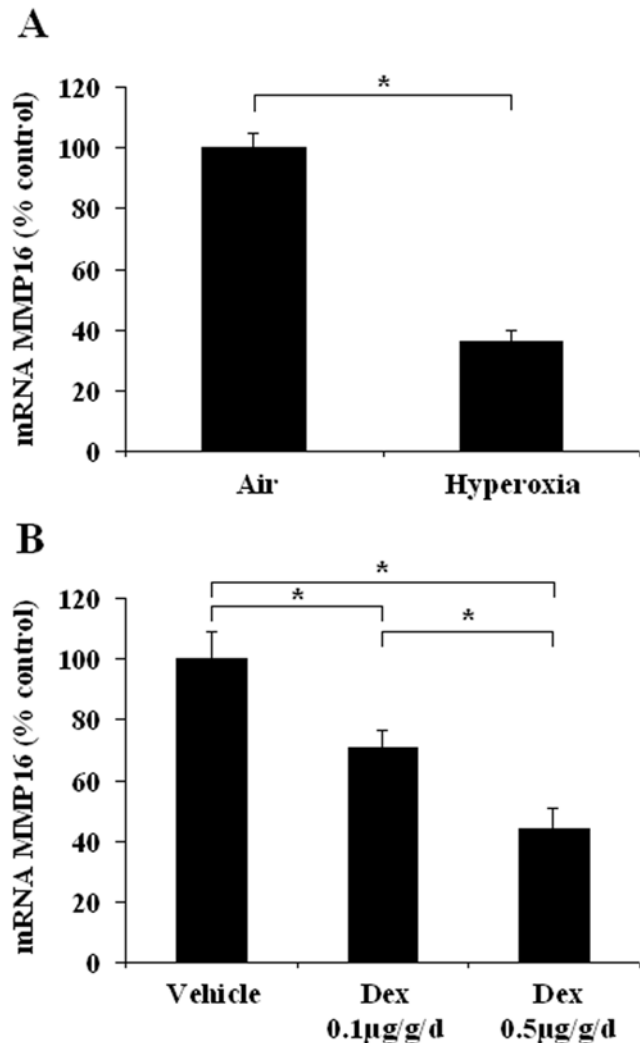 A
mRNA MMP16 (% control)
120
100
80
60
40
20
0
*
Air Hyperoxia
B
mRNA MMP16 (% control)
120
100
80
60
40
20
0
*
*
*
Vehicle Dex Dex
0.1µg/g/d 0.5µg/g/d